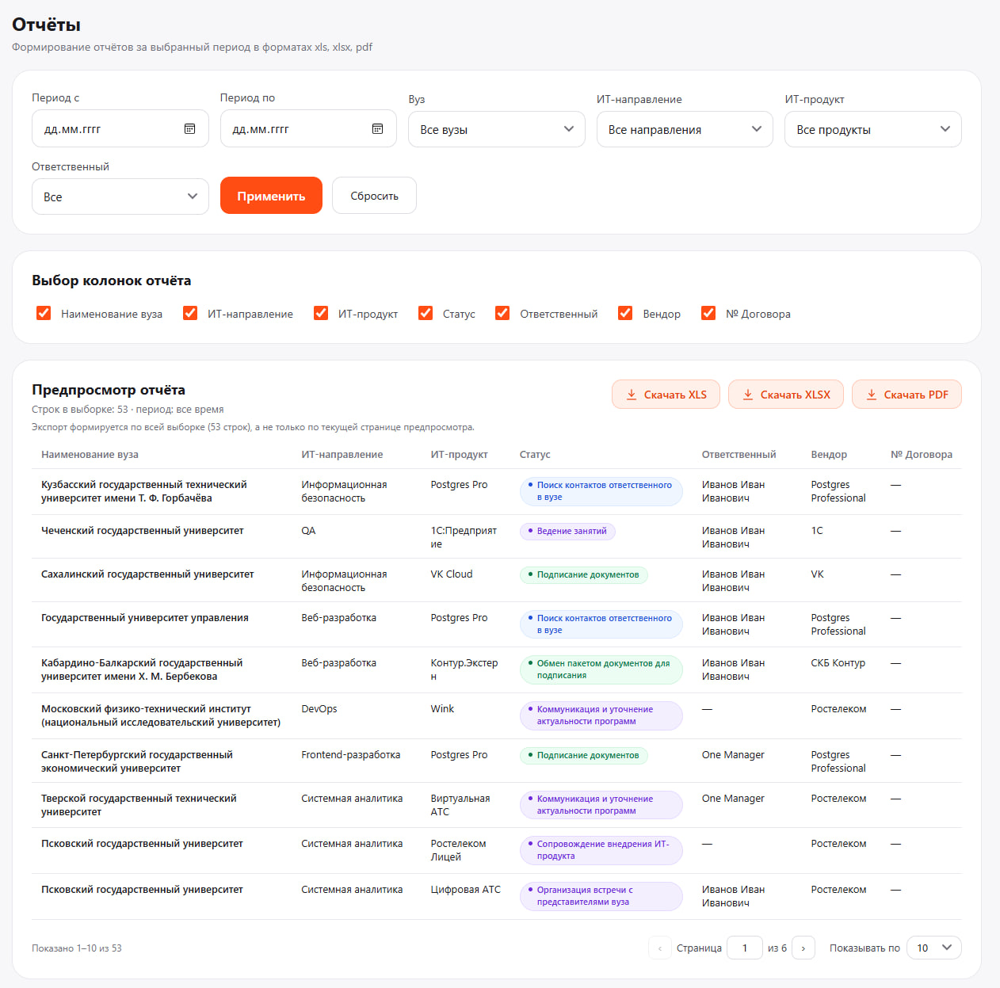 Отчёты
Формирование отчётов за выбранный период в форматах xls, xlsx, pdf
Период с
Период по
Вуз
ИТ-направление
ИТ-продукт
дд.мм.гггг
дд.мм.гггг
Все вузы
Все направления
Все продукты
Ответственный
Все
Применить
Сбросить
Выбор колонок отчёта
Наименование вуза
ИТ-направление
ИТ-продукт
Статус
Ответственный
Вендор
№ Договора
Предпросмотр отчёта
Строк в выборке: 53 · период: все время
Экспорт формируется по всей выборке (53 строк), а не только по текущей странице предпросмотра.
Скачать XLS
Скачать XLSX
Скачать PDF
Наименование вуза
ИТ-направление
ИТ-продукт
Статус
Ответственный
Вендор
№ Договора
Кузбасский государственный технический
университет имени Т. Ф. Горбачёва
Информационная
безопасность
Postgres Pro
Поиск контактов ответственного
в вузе
Иванов Иван
Иванович
Postgres
Professional
—
Чеченский государственный университет
QA
1С:Предприят
ие
Ведение занятий
Иванов Иван
Иванович
1С
—
Сахалинский государственный университет
Информационная
безопасность
VK Cloud
Подписание документов
Иванов Иван
Иванович
VK
—
Государственный университет управления
Веб-разработка
Postgres Pro
Поиск контактов ответственного
в вузе
Иванов Иван
Иванович
Postgres
Professional
—
Кабардино-Балкарский государственный
университет имени Х. М. Бербекова
Веб-разработка
Контур.Экстер
н
Обмен пакетом документов для
подписания
Иванов Иван
Иванович
СКБ Контур
—
Московский физико-технический институт
(национальный исследовательский университет)
DevOps
Wink
Коммуникация и уточнение
актуальности программ
—
Ростелеком
—
Санкт-Петербургский государственный
экономический университет
Frontend-разработка
Postgres Pro
Подписание документов
One Manager
Postgres
Professional
—
Тверской государственный технический
университет
Системная аналитика
Виртуальная
АТС
Коммуникация и уточнение
актуальности программ
One Manager
Ростелеком
—
Псковский государственный университет
Системная аналитика
Ростелеком
Лицей
Сопровождение внедрения ИТ-
продукта
—
Ростелеком
—
Псковский государственный университет
Системная аналитика
Цифровая АТС
Организация встречи с
представителями вуза
Иванов Иван
Иванович
Ростелеком
—
Показано 1–10 из 53
‹ Страница 1 из 6 ›
Показывать по 10